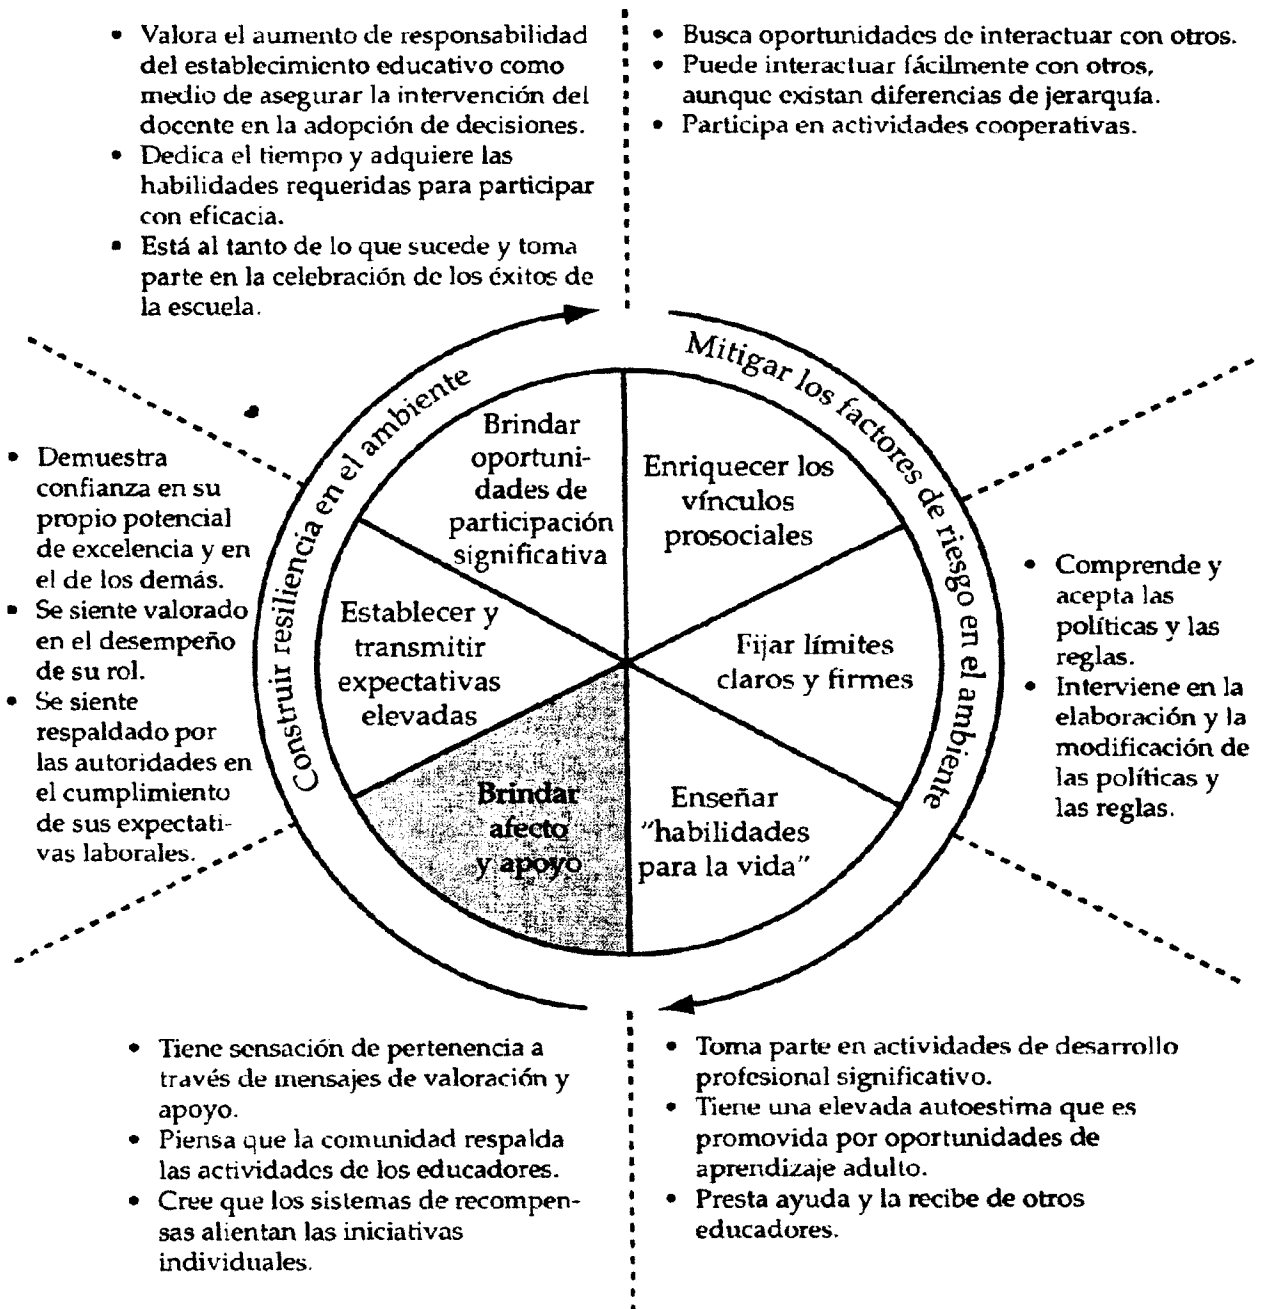 • Valora el aumento de responsabilidad
del establecimiento educativo como
medio de asegurar la intervención del
docente en la adopción de decisiones.
• Dedica el tiempo y adquiere las
habilidades requeridas para participar
con eficacia.
• Está al tanto de lo que sucede y toma
parte en la celebración de los éxitos de
la escuela.
• Busca oportunidades de interactuar con otros.
• Puede interactuar fácilmente con otros,
aunque existan diferencias de jerarquía.
• Participa en actividades cooperativas.
Construir resiliencia en el ambiente
Mitigar los factores de riesgo en el ambiente
Brindar
oportuni-
dades de
participación
significativa
Enriquecer los
vínculos
prosociales
Establecer y
transmitir
expectativas
elevadas
Fijar límites
claros y firmes
Brindar
afecto
y apoyo
Enseñar
"habilidades
para la vida"
• Demuestra
confianza en su
propio potencial
de excelencia y en
el de los demás.
• Se siente valorado
en el desempeño
de su rol.
• Se siente
respaldado por
las autoridades en
el cumplimiento
de sus expectati-
vas laborales.
• Comprende y
acepta las
políticas y las
reglas.
• Interviene en la
elaboración y la
modificación de
las políticas y
las reglas.
• Tiene sensación de pertenencia a
través de mensajes de valoración y
apoyo.
• Piensa que la comunidad respalda
las actividades de los educadores.
• Cree que los sistemas de recompen-
sas alientan las iniciativas
individuales.
• Toma parte en actividades de desarrollo
profesional significativo.
• Tiene una elevada autoestima que es
promovida por oportunidades de
aprendizaje adulto.
• Presta ayuda y la recibe de otros
educadores.